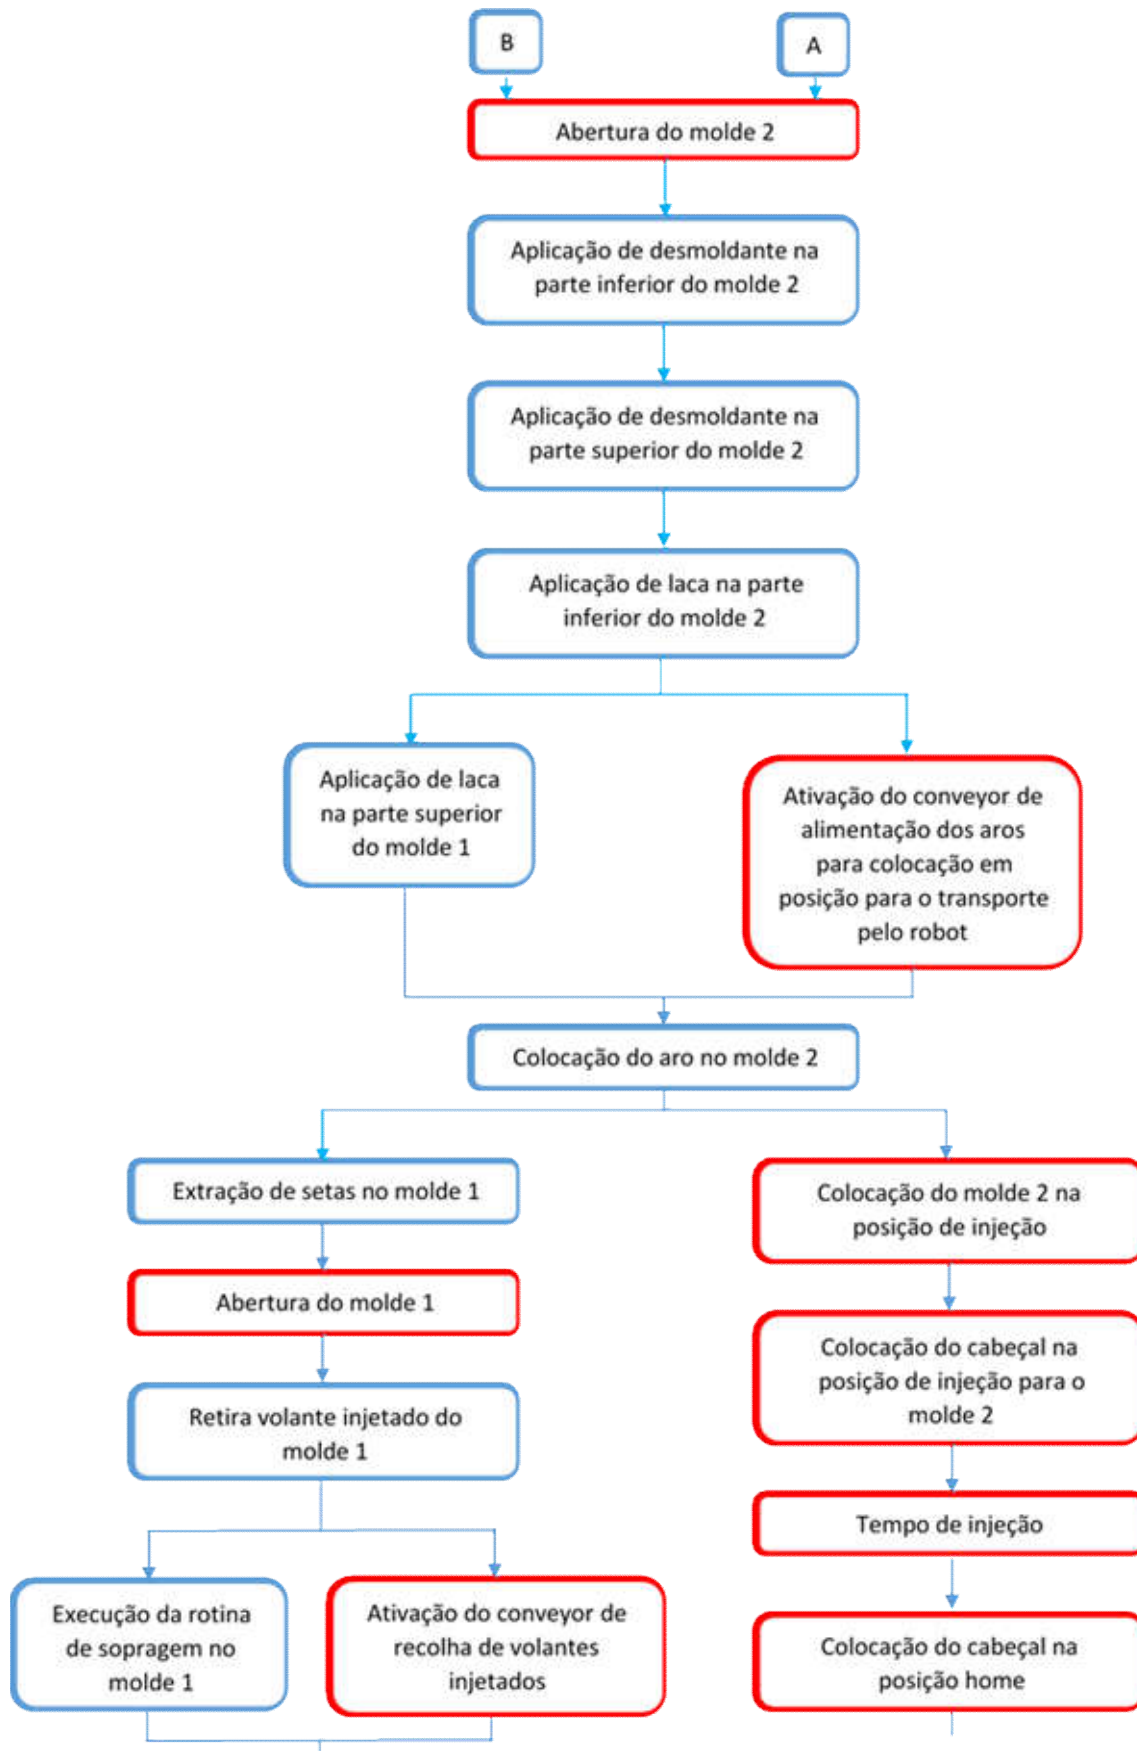 B
A
Abertura do molde 2
Aplicação de desmoldante na
parte inferior do molde 2
Aplicação de desmoldante na
parte superior do molde 2
Aplicação de laca na parte
inferior do molde 2
Aplicação de laca
na parte superior
do molde 1
Ativação do conveyor de
alimentação dos aros
para colocação em
posição para o transporte
pelo robot
Colocação do aro no molde 2
Extração de setas no molde 1
Abertura do molde 1
Retira volante injetado do
molde 1
Execução da rotina
de sopragem no
molde 1
Ativação do conveyor de
recolha de volantes
injetados
Colocação do molde 2 na
posição de injeção
Colocação do cabeçal na
posição de injeção para o
molde 2
Tempo de injeção
Colocação do cabeçal na
posição home